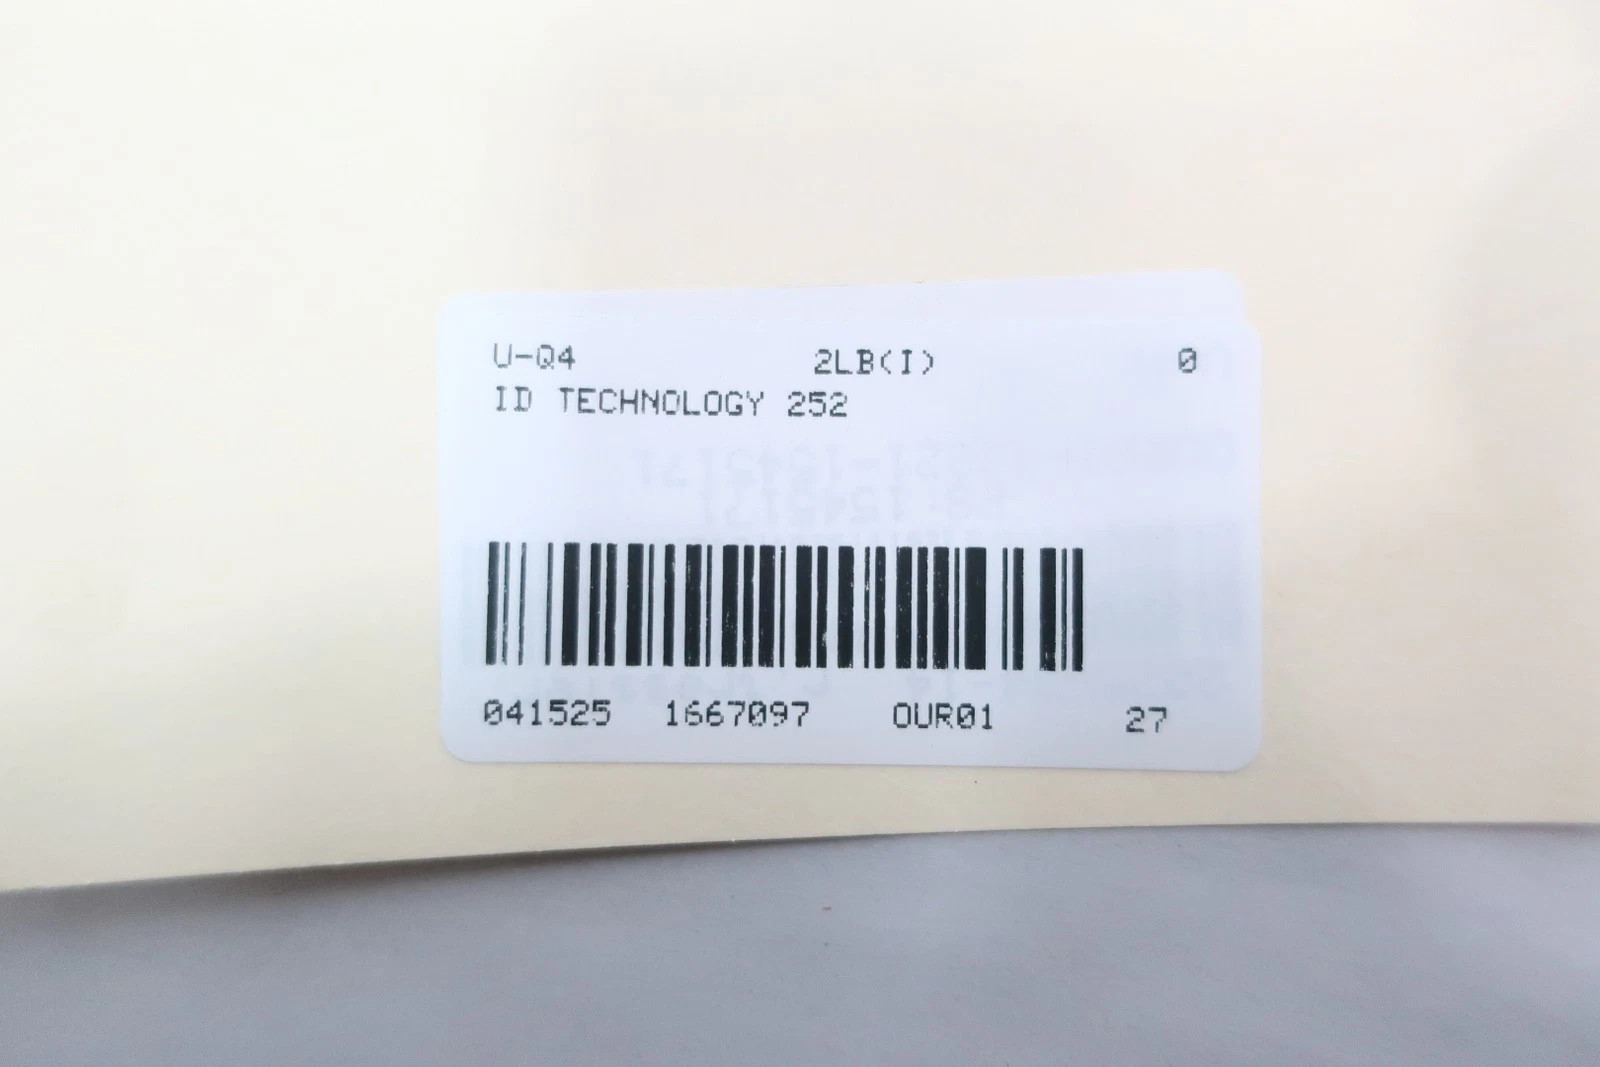 U-Q4 2LB(I) 0
ID TECHNOLOGY 252
041525 1667097 OUR01 27